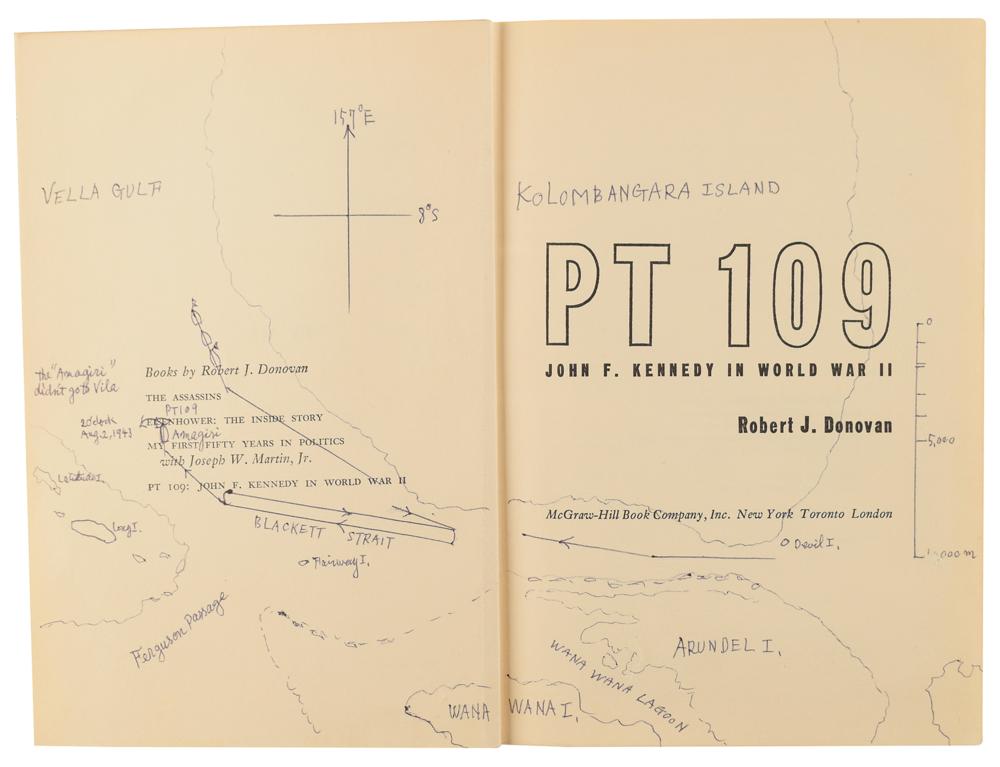 157°E
8°S
VELLA GULF
the "Amagiri"
didn't go to Vila
2 o'clock
Aug. 2, 1943
PT109
Amagiri
Books by Robert J. Donovan
THE ASSASSINS
EISENHOWER: THE INSIDE STORY
MY FIRST FIFTY YEARS IN POLITICS
with Joseph W. Martin, Jr.
PT 109: JOHN F. KENNEDY IN WORLD WAR II
Long I.
BLACKETT STRAIT
Ferguson Passage
WANA WANA I.
KOLOMBANGARA ISLAND
PT 109
JOHN F. KENNEDY IN WORLD WAR II
Robert J. Donovan
McGraw-Hill Book Company, Inc. New York Toronto London
0
5,000
Devil I.
ARUNDEL I.
WANA WANA LAGOON